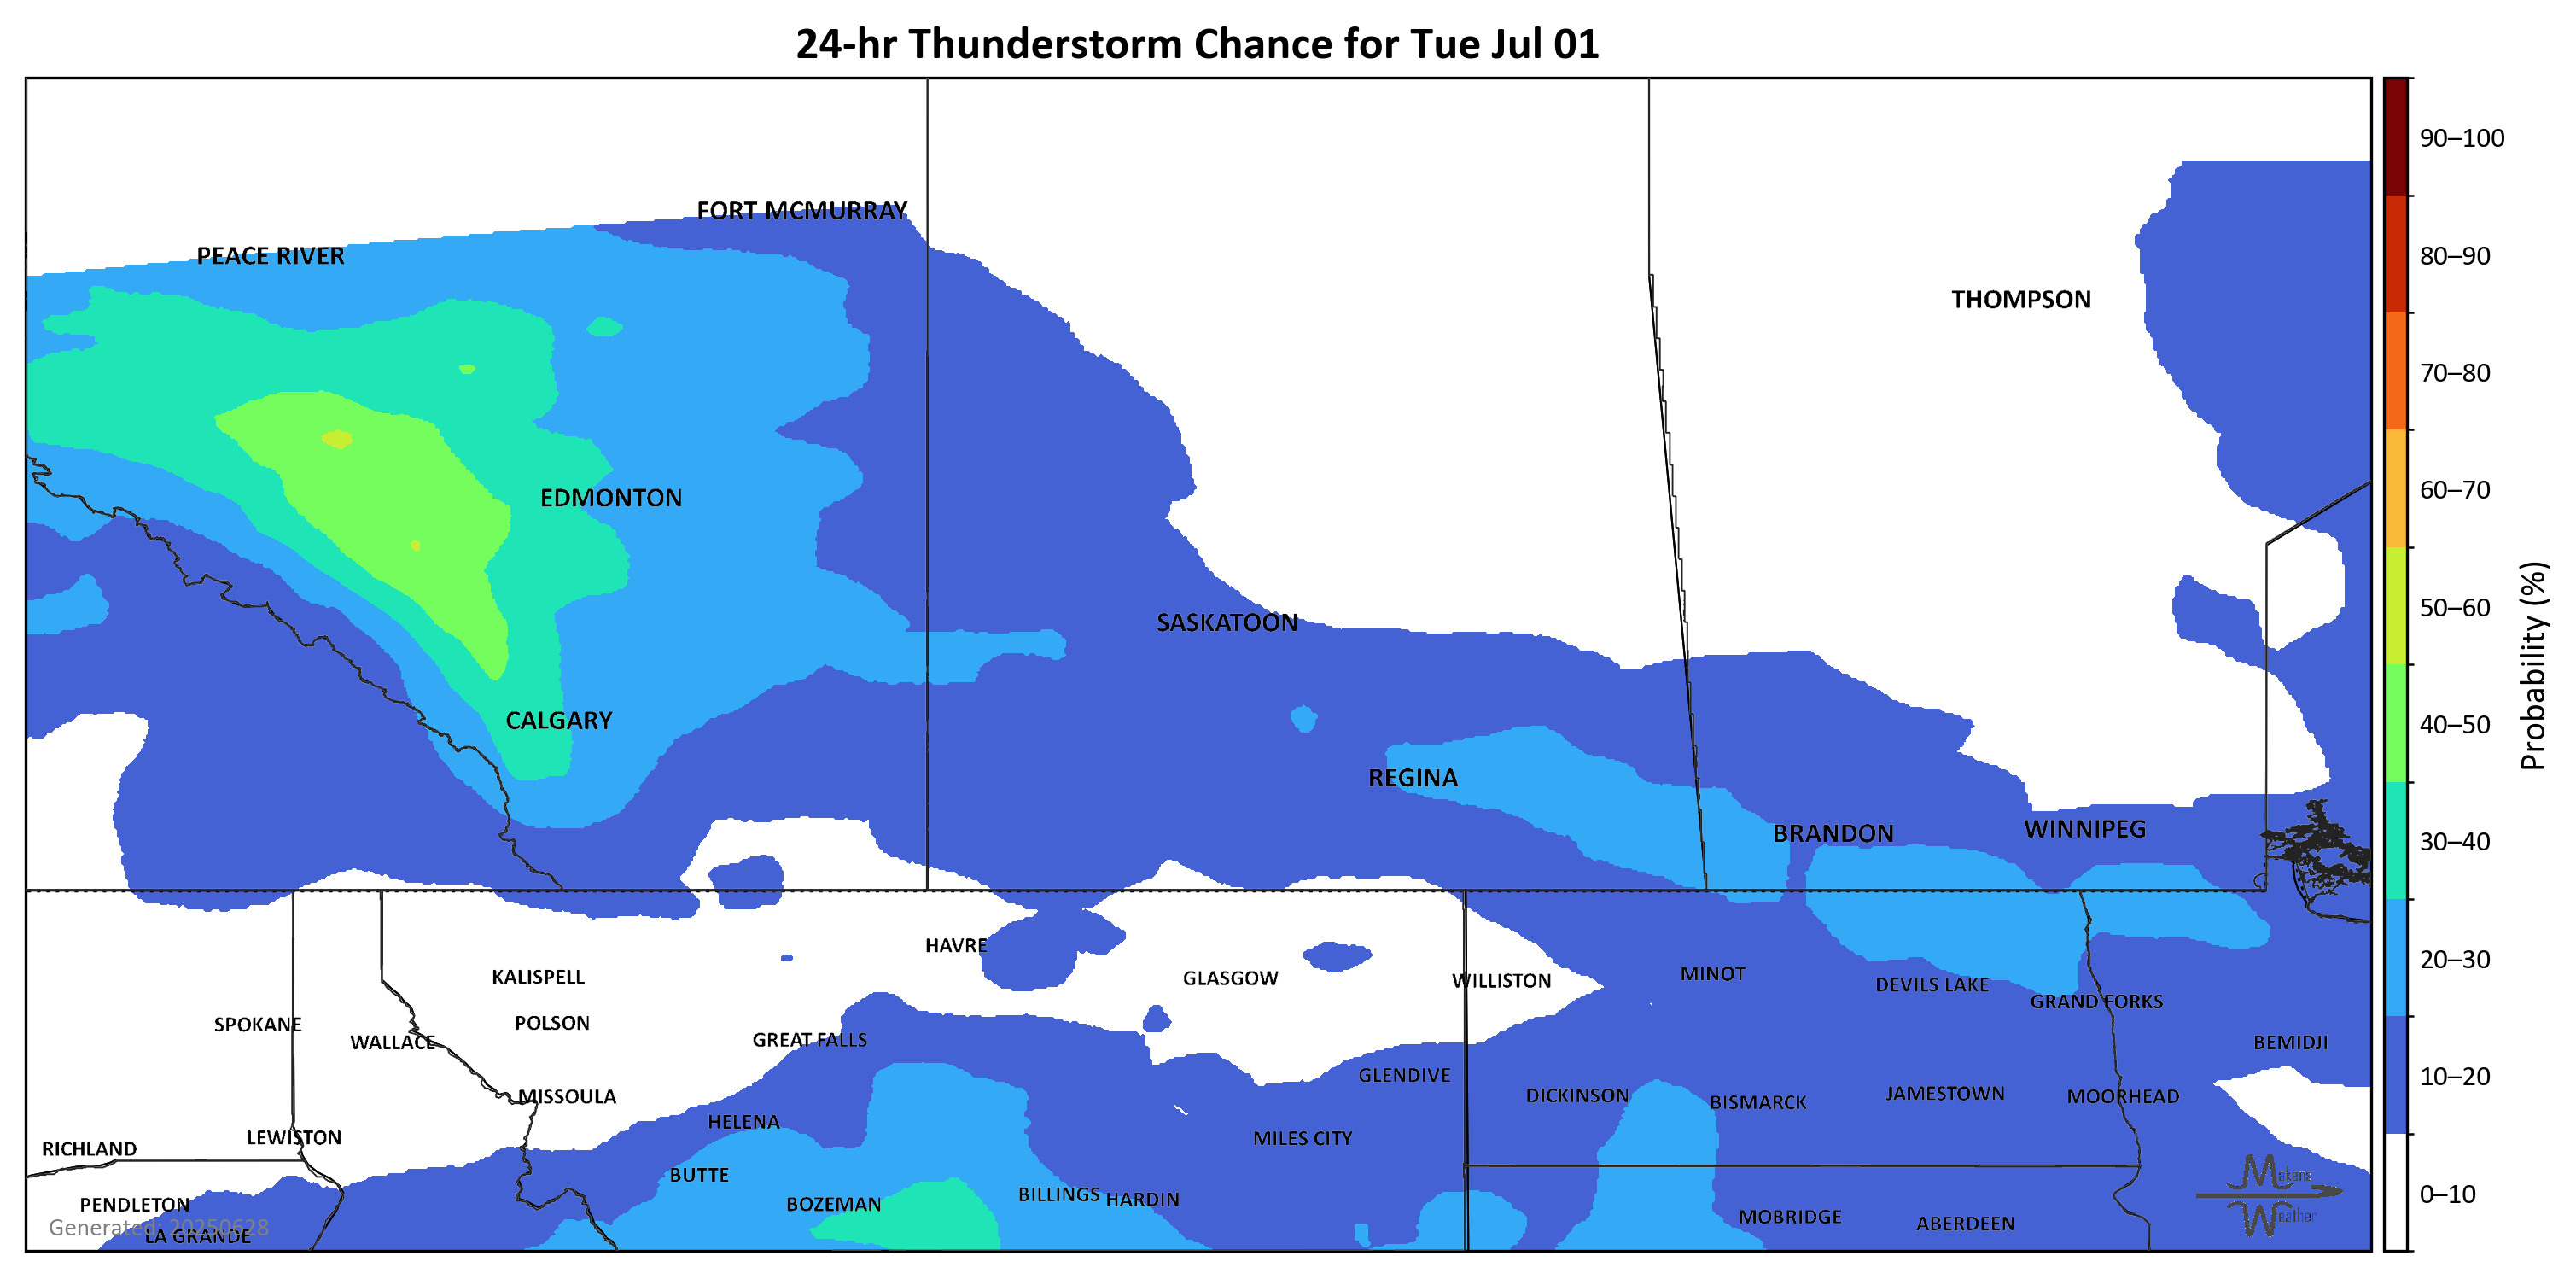 24-hr Thunderstorm Chance for Tue Jul 01
90–100
FORT MCMURRAY
PEACE RIVER
80–90
THOMPSON
70–80
60–70
EDMONTON
50–60
SASKATOON
Probability (%)
CALGARY
40–50
REGINA
BRANDON
WINNIPEG
30–40
HAVRE
20–30
KALISPELL
GLASGOW
WILLISTON
MINOT
DEVILS LAKE
GRAND FORKS
SPOKANE
POLSON
WALLACE
GREAT FALLS
BEMIDJI
GLENDIVE
10–20
MISSOULA
DICKINSON
BISMARCK
JAMESTOWN
MOORHEAD
HELENA
LEWISTON
MILES CITY
RICHLAND
BUTTE
Makens
BILLINGS
HARDIN
0–10
PENDLETON
BOZEMAN
Weather
MOBRIDGE
ABERDEEN
Generated: 20250628
LA GRANDE